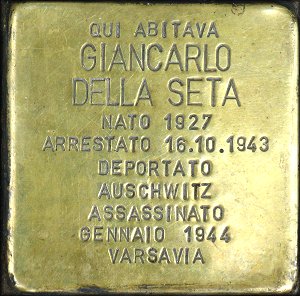 QUI ABITAVA
GIANCARLO
DELLA SETA
NATO 1927
ARRESTATO 16.10.1943
DEPORTATO
AUSCHWITZ
ASSASSINATO
GENNAIO 1944
VARSAVIA